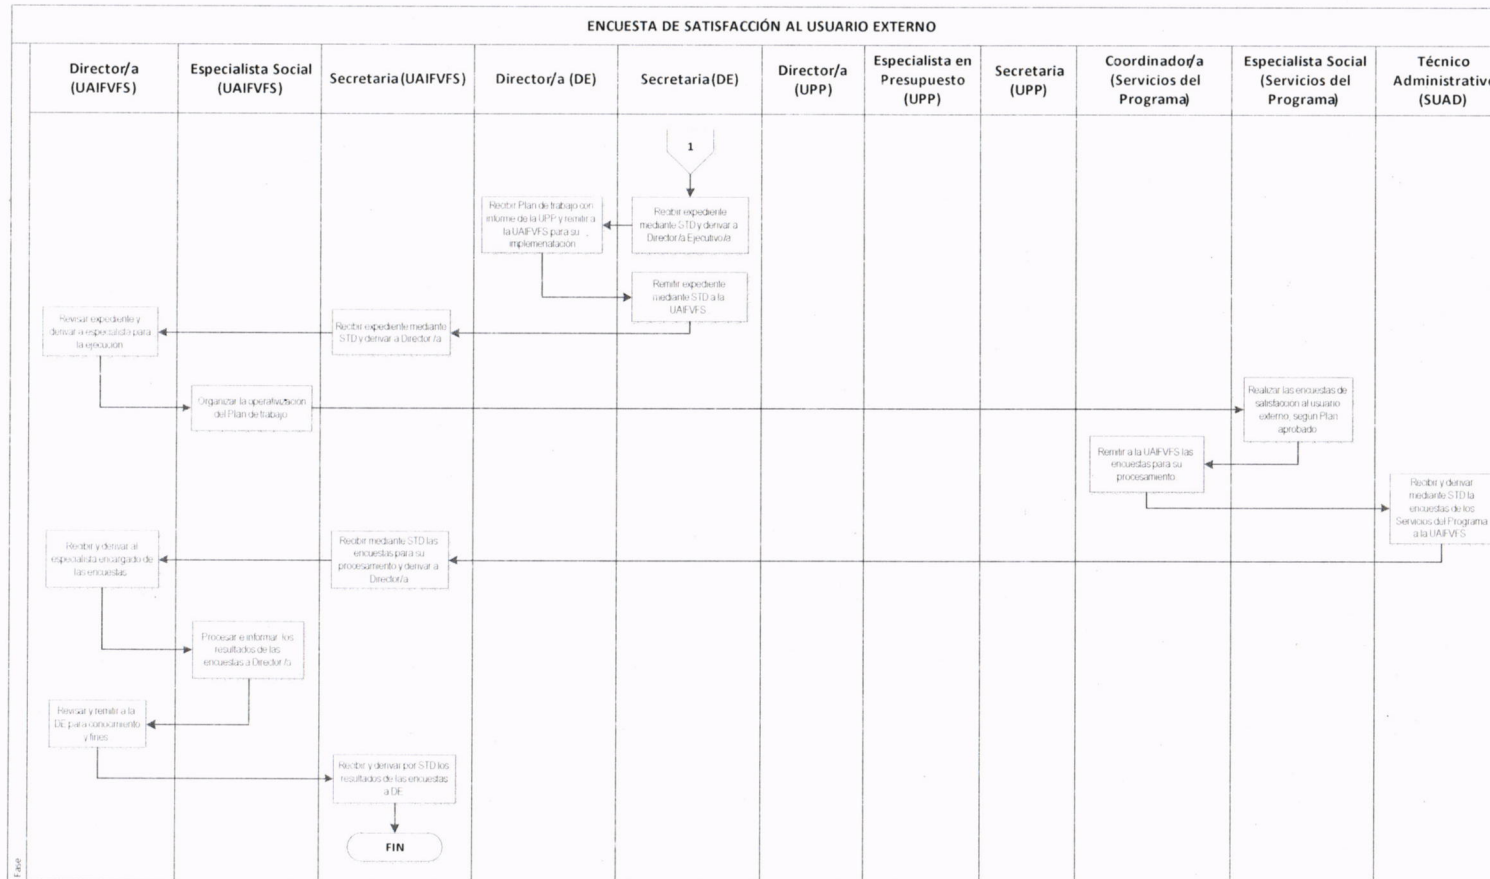 ENCUESTA DE SATISFACCIÓN AL USUARIO EXTERNO
Director/a
(UAIFVFS)
Especialista Social
(UAIFVFS)
Secretaria (UAIFVFS)
Director/a (DE)
Secretaria (DE)
Director/a
(UPP)
Especialista en
Presupuesto
(UPP)
Secretaria
(UPP)
Coordinador/a
(Servicios del
Programa)
Especialista Social
(Servicios del
Programa)
Técnico
Administrativo
(SUAD)
1
Recibir expediente
mediante STD y derivar a
Director/a Ejecutivo/a
Recibir Plan de trabajo con
informe de la UPP y remitir a
la UAIFVFS para su
implementación
Remitir expediente
mediante STD a la
UAIFVFS
Recibir expediente mediante
STD y derivar a Director /a
Revisar expediente y
derivar a especialista para
la ejecución
Organizar la operativización
del Plan de trabajo
Realizar las encuestas de
satisfacción al usuario
externo, según Plan
aprobado
Remitir a la UAIFVFS las
encuestas para su
procesamiento
Recibir y derivar
mediante STD la
encuestas de los
Servicios del Programa
a la UAIFVFS
Recibir mediante STD las
encuestas para su
procesamiento y derivar a
Director/a
Recibir y derivar al
especialista encargado de
las encuestas
Procesar e informar los
resultados de las
encuestas a Director /a
Revisar y remitir a la
DE para conocimiento
y fines
Recibir y derivar por STD los
resultados de las encuestas
a DE
FIN
Fase